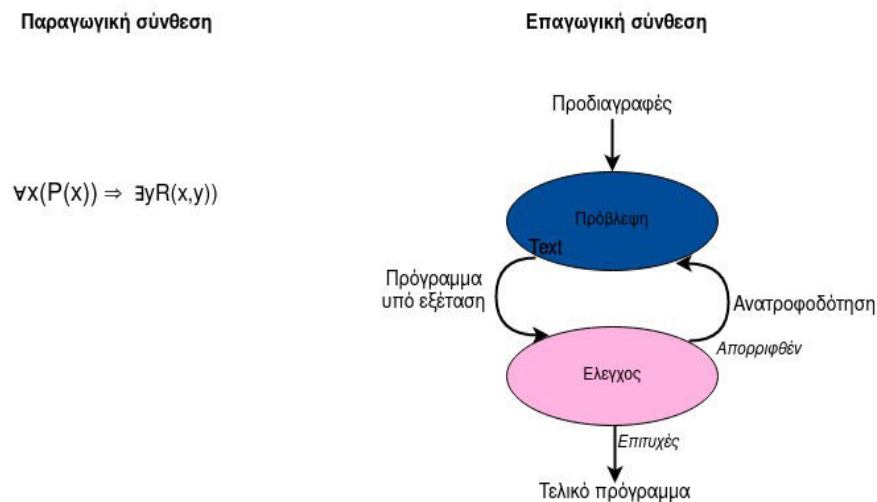 Παραγωγική σύνθεση
Επαγωγική σύνθεση
∀x(P(x)) ⇒ ∃yR(x,y))
Προδιαγραφές
Πρόβλεψη
Text
Πρόγραμμα
υπό εξέταση
Ανατροφοδότηση
Απορριφθέν
Ελεγχος
Επιτυχές
Τελικό πρόγραμμα